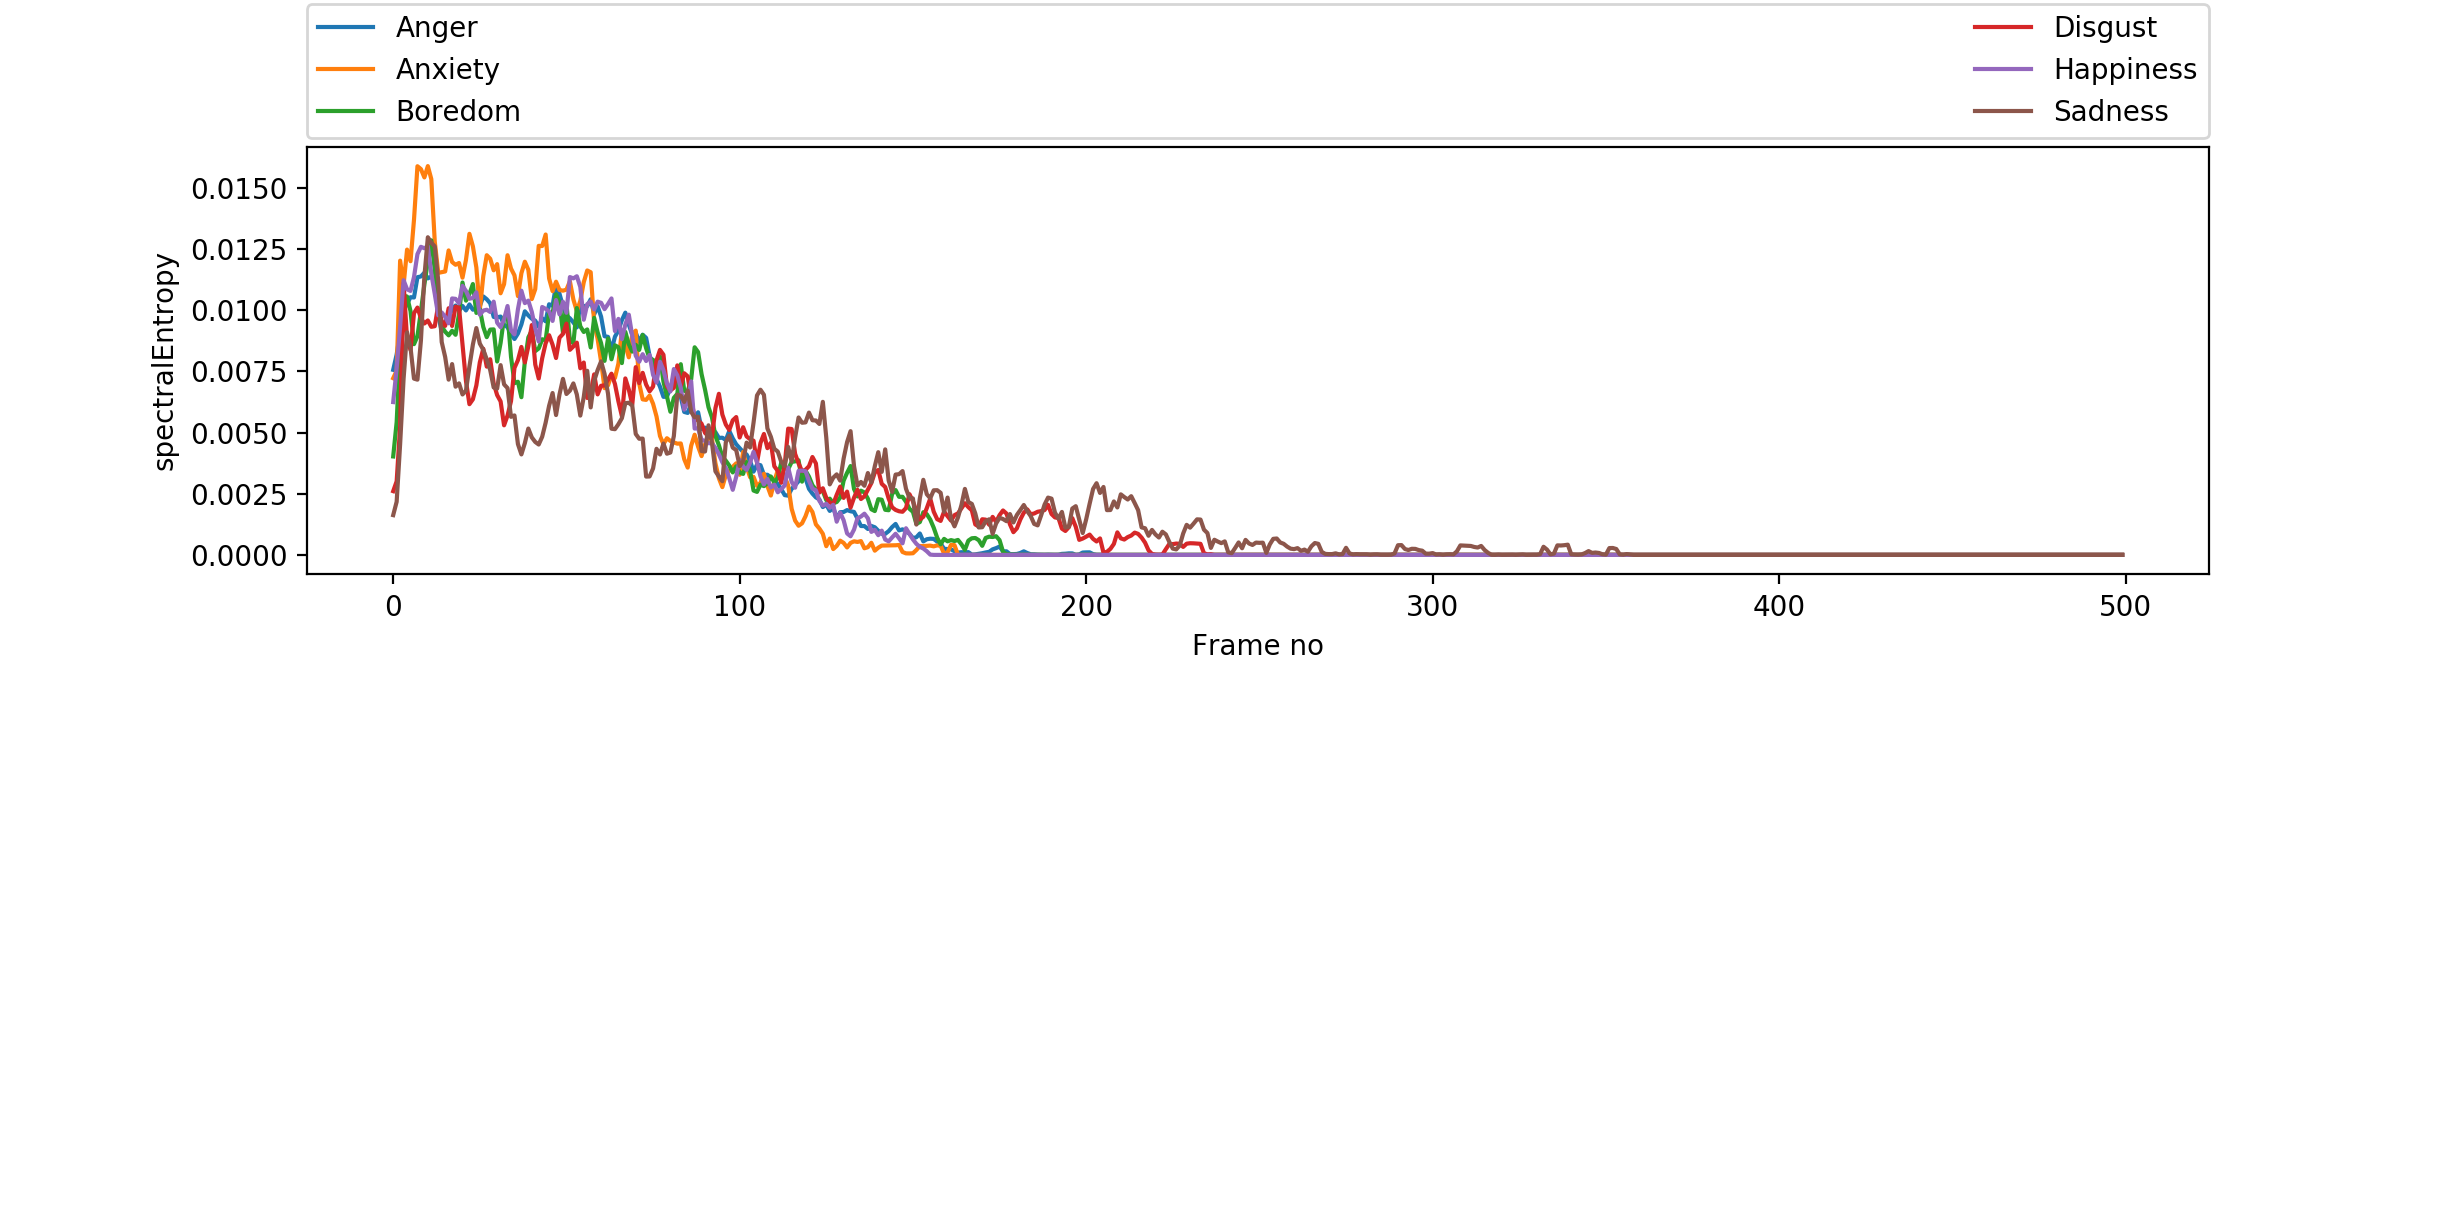 Anger
Anxiety
Boredom
Disgust
Happiness
Sadness
0.0150
0.0125
0.0100
0.0075
0.0050
0.0025
0.0000
spectralEntropy
0 100 200 300 400 500
Frame no